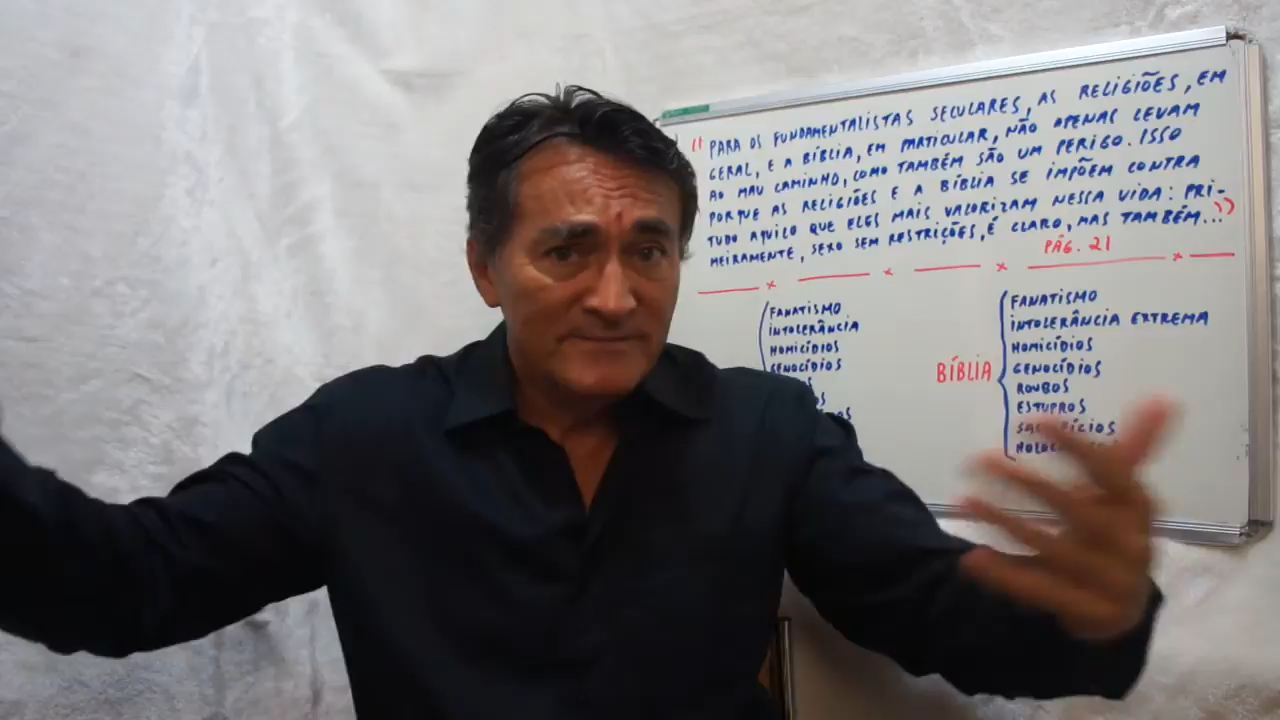 " PARA OS FUNDAMENTALISTAS SECULARES, AS RELIGIÕES, EM
GERAL, E A BÍBLIA, EM PARTICULAR, NÃO APENAS LEVAM
AO MAU CAMINHO, COMO TAMBÉM SÃO UM PERIGO. ISSO
PORQUE AS RELIGIÕES E A BÍBLIA SE IMPÕEM CONTRA
TUDO AQUILO QUE ELES MAIS VALORIZAM NESSA VIDA: PRI-
MEIRAMENTE, SEXO SEM RESTRIÇÕES, É CLARO, MAS TAMBÉM..."
PÁG. 21
FANATISMO
INTOLERÂNCIA
HOMICÍDIOS
GENOCÍDIOS
BÍBLIA
FANATISMO
INTOLERÂNCIA EXTREMA
HOMICÍDIOS
GENOCÍDIOS
ROUBOS
ESTUPROS